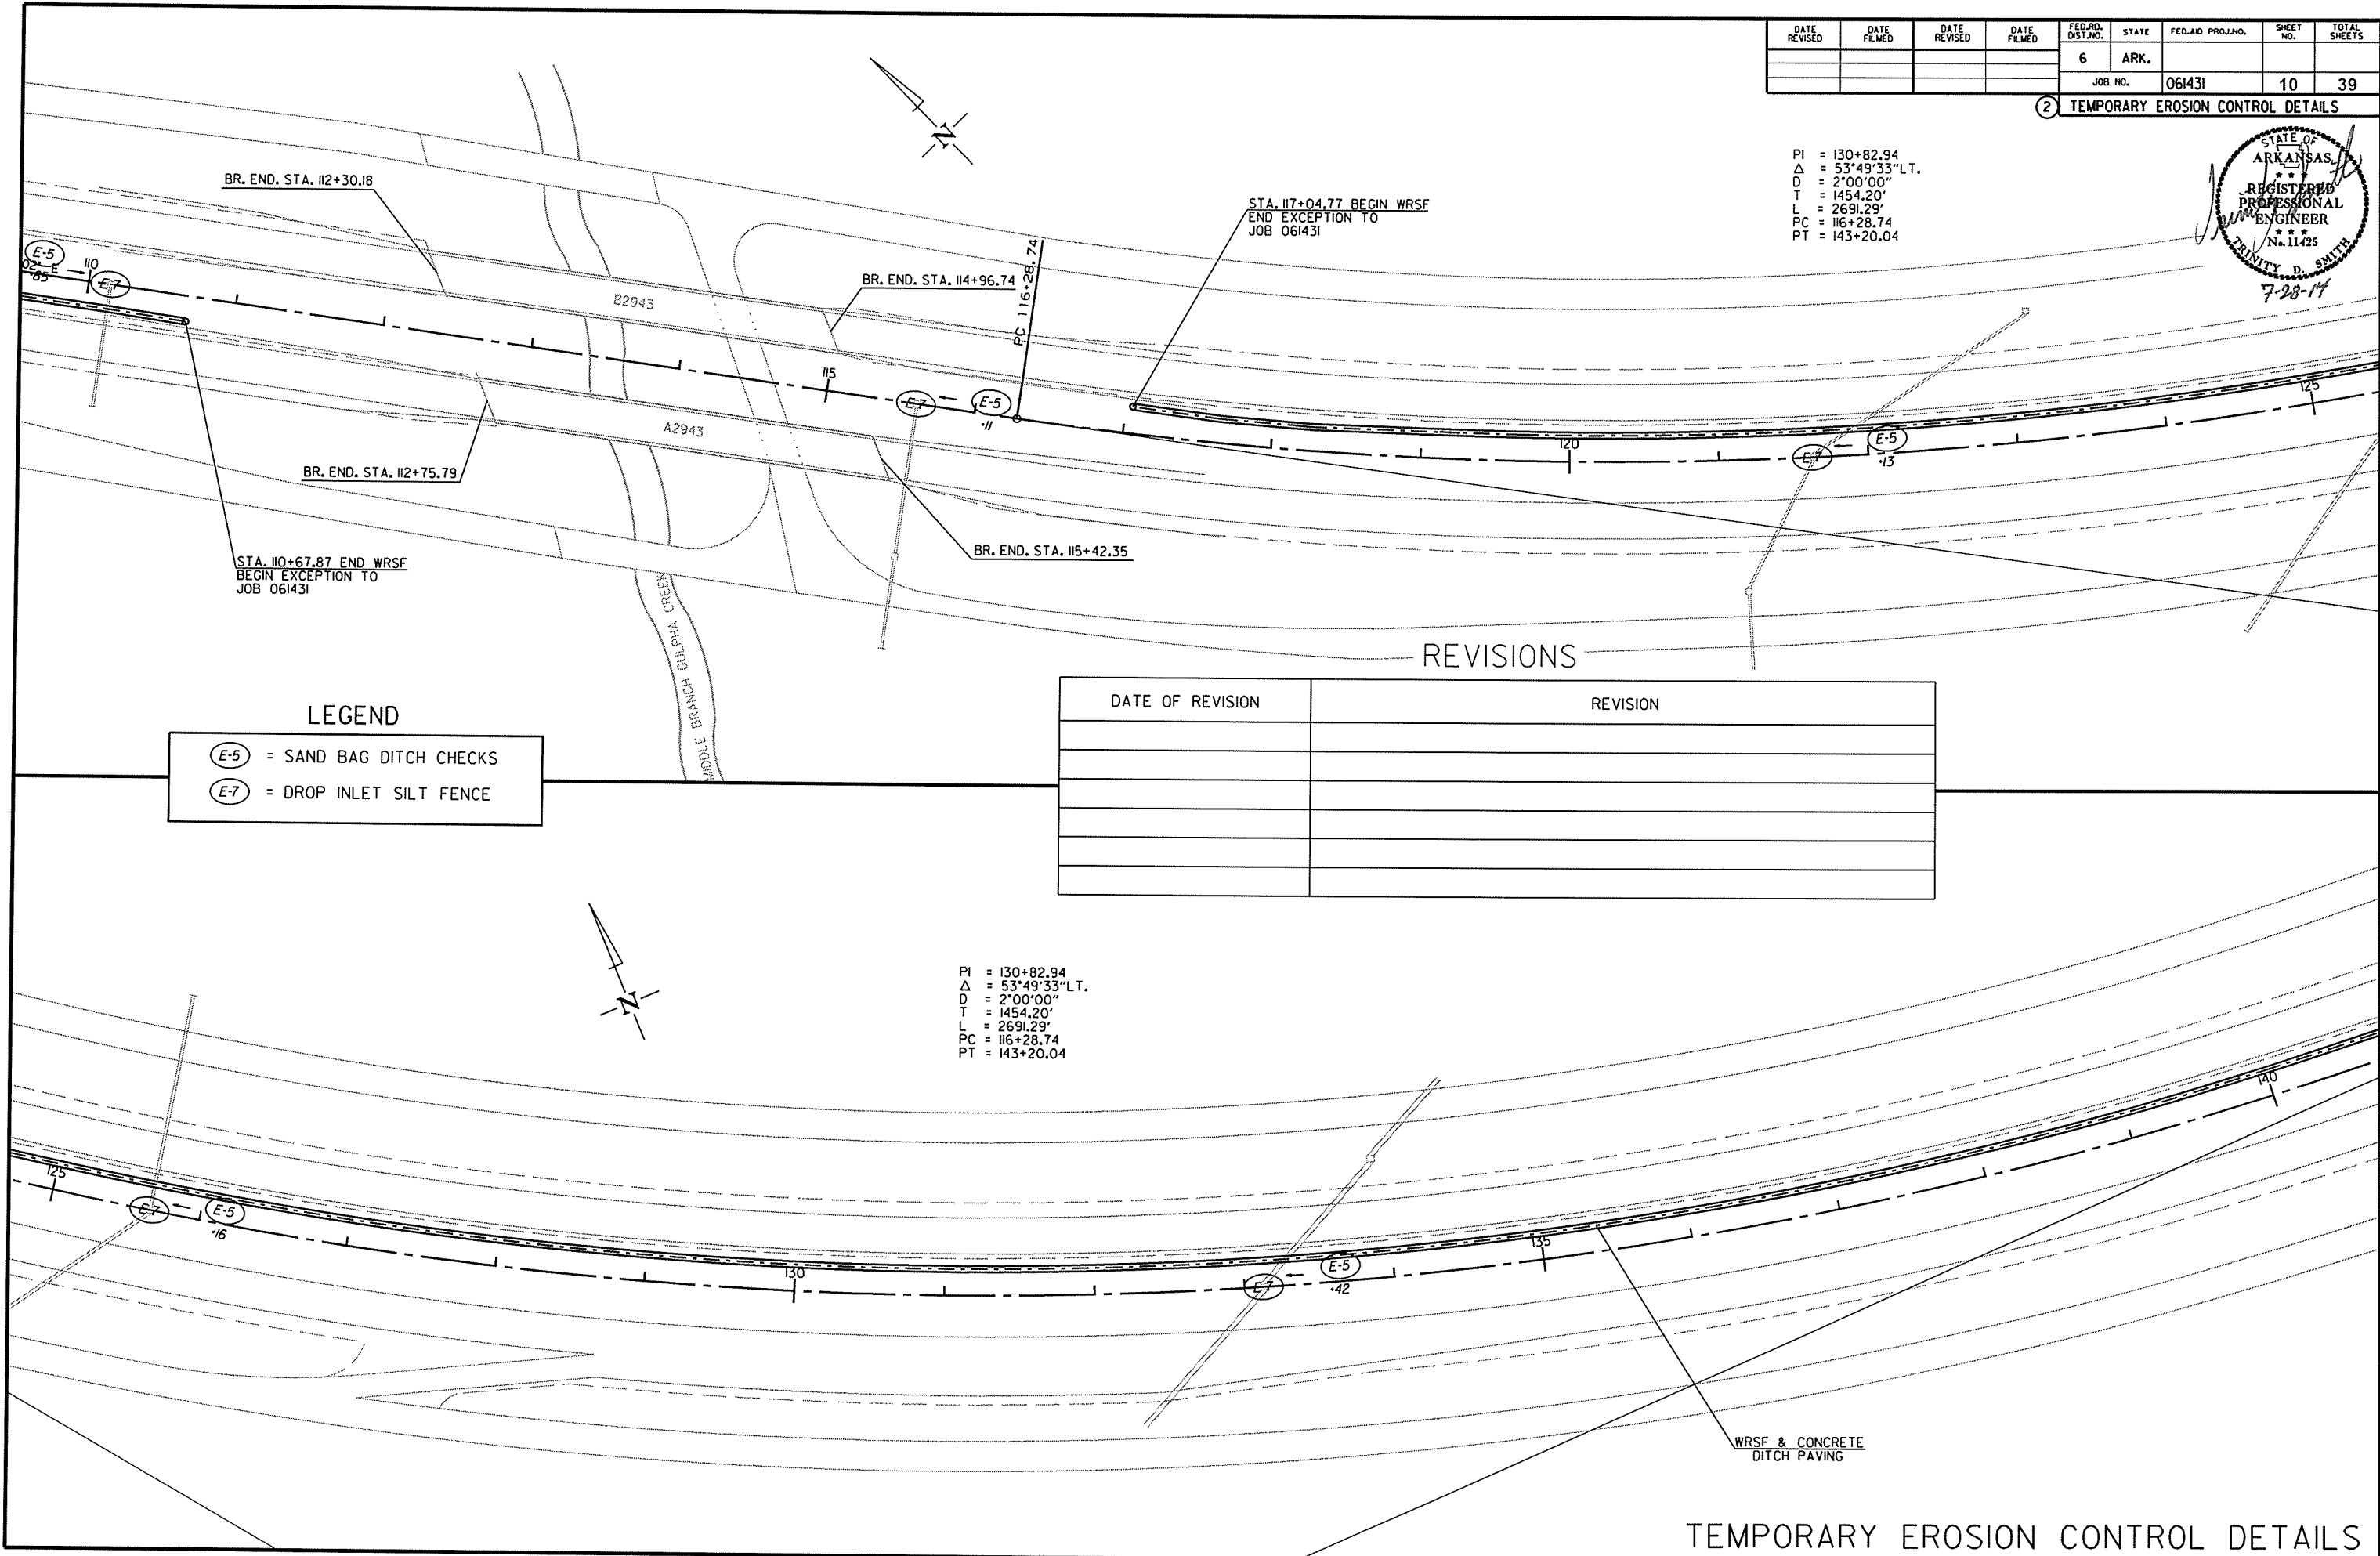 DATE REVISED
DATE FILMED
DATE REVISED
DATE FILMED
FED.RD. DIST.NO.
STATE
FED.AID PROJ.NO.
SHEET NO.
TOTAL SHEETS
6
ARK.
JOB NO.
061431
10
39
2 TEMPORARY EROSION CONTROL DETAILS
STATE OF
ARKANSAS
REGISTERED
PROFESSIONAL
ENGINEER
No. 11425
TRINITY D. SMITH
7-28-14
PI = 130+82.94
Δ = 53°49'33"LT.
D = 2°00'00"
T = 1454.20'
L = 2691.29'
PC = 116+28.74
PT = 143+20.04
N
BR. END. STA. 112+30.18
STA. 117+04.77 BEGIN WRSF
END EXCEPTION TO
JOB 061431
BR. END. STA. 114+96.74
PC 116+28.74
E-5
02° E
+85
110
E-7
B2943
115
E-7
E-5
+11
A2943
120
E-7
E-5
+13
125
BR. END. STA. 112+75.79
BR. END. STA. 115+42.35
STA. 110+67.87 END WRSF
BEGIN EXCEPTION TO
JOB 061431
MIDDLE BRANCH GULPHA CREEK
REVISIONS
DATE OF REVISION
REVISION
LEGEND
E-5 = SAND BAG DITCH CHECKS
E-7 = DROP INLET SILT FENCE
N
PI = 130+82.94
Δ = 53°49'33"LT.
D = 2°00'00"
T = 1454.20'
L = 2691.29'
PC = 116+28.74
PT = 143+20.04
125
E-7
E-5
+16
130
E-7
E-5
+42
135
140
WRSF & CONCRETE
DITCH PAVING
TEMPORARY EROSION CONTROL DETAILS